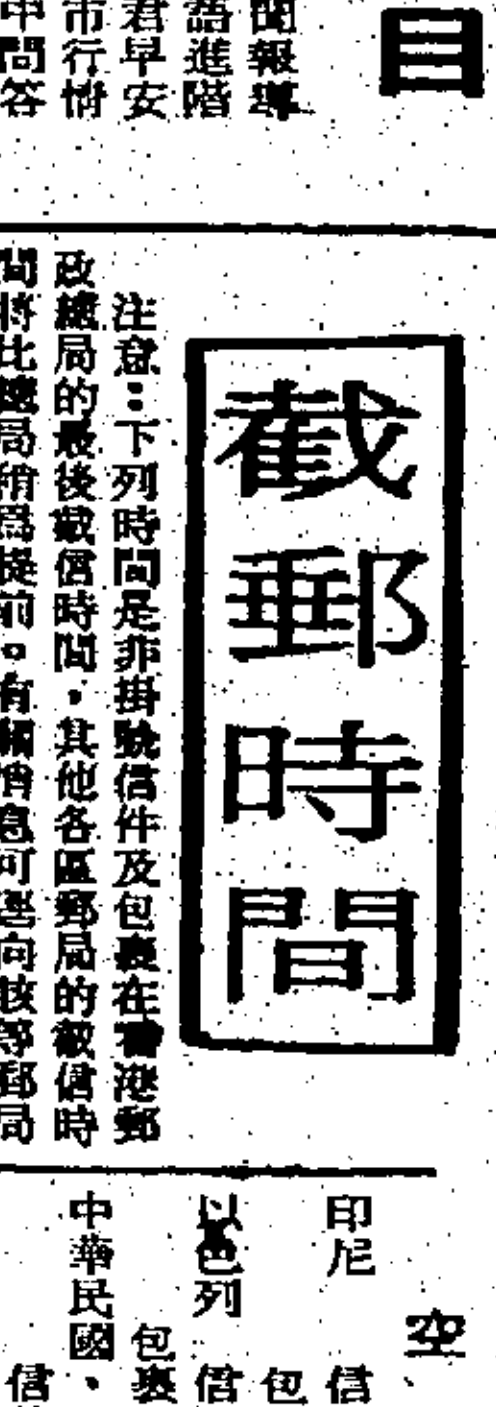 目
聞報導
語進階
君早安
市行情
申問答
截郵時間
注意：下列時間是非掛號信件及包裹在香港郵
政總局的最後截信時間，其他各區郵局的截信時
間將比總局稍爲提前。有關消息可逕向該等郵局
空
印尼 信
包
以色列 信
包裹
中華民國、
信